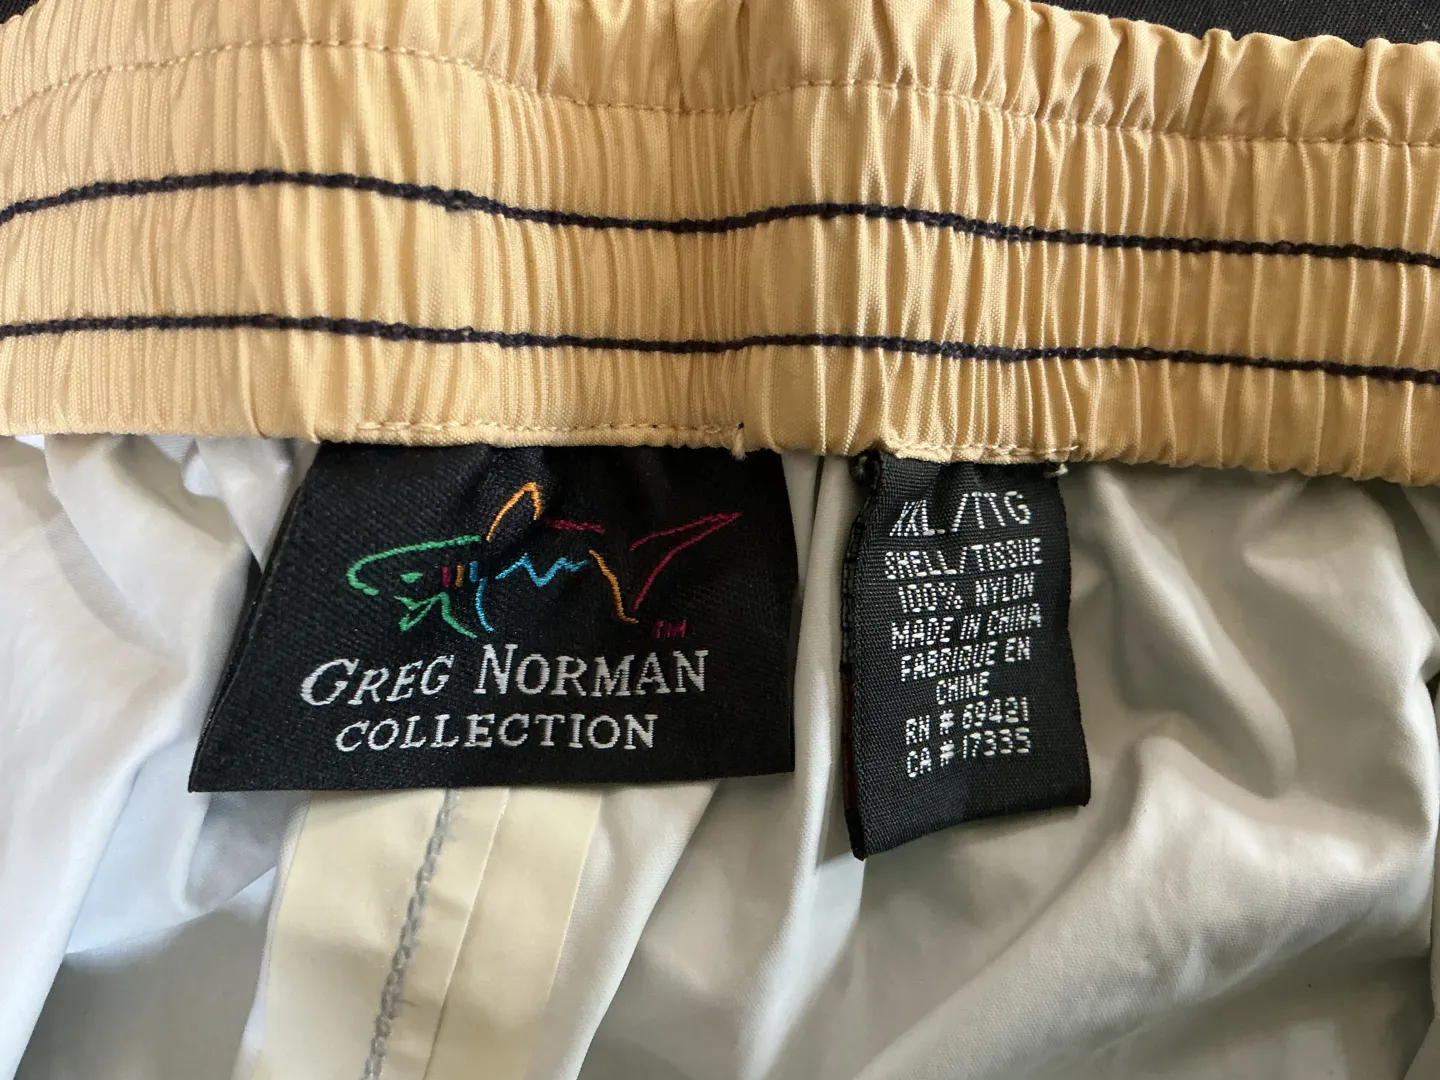 TM
GREG NORMAN
COLLECTION
XXL/TTG
SHELL/TISSUE
100% NYLON
MADE IN CHINA
FABRIQUE EN
CHINE
RN # 69421
CA # 17335